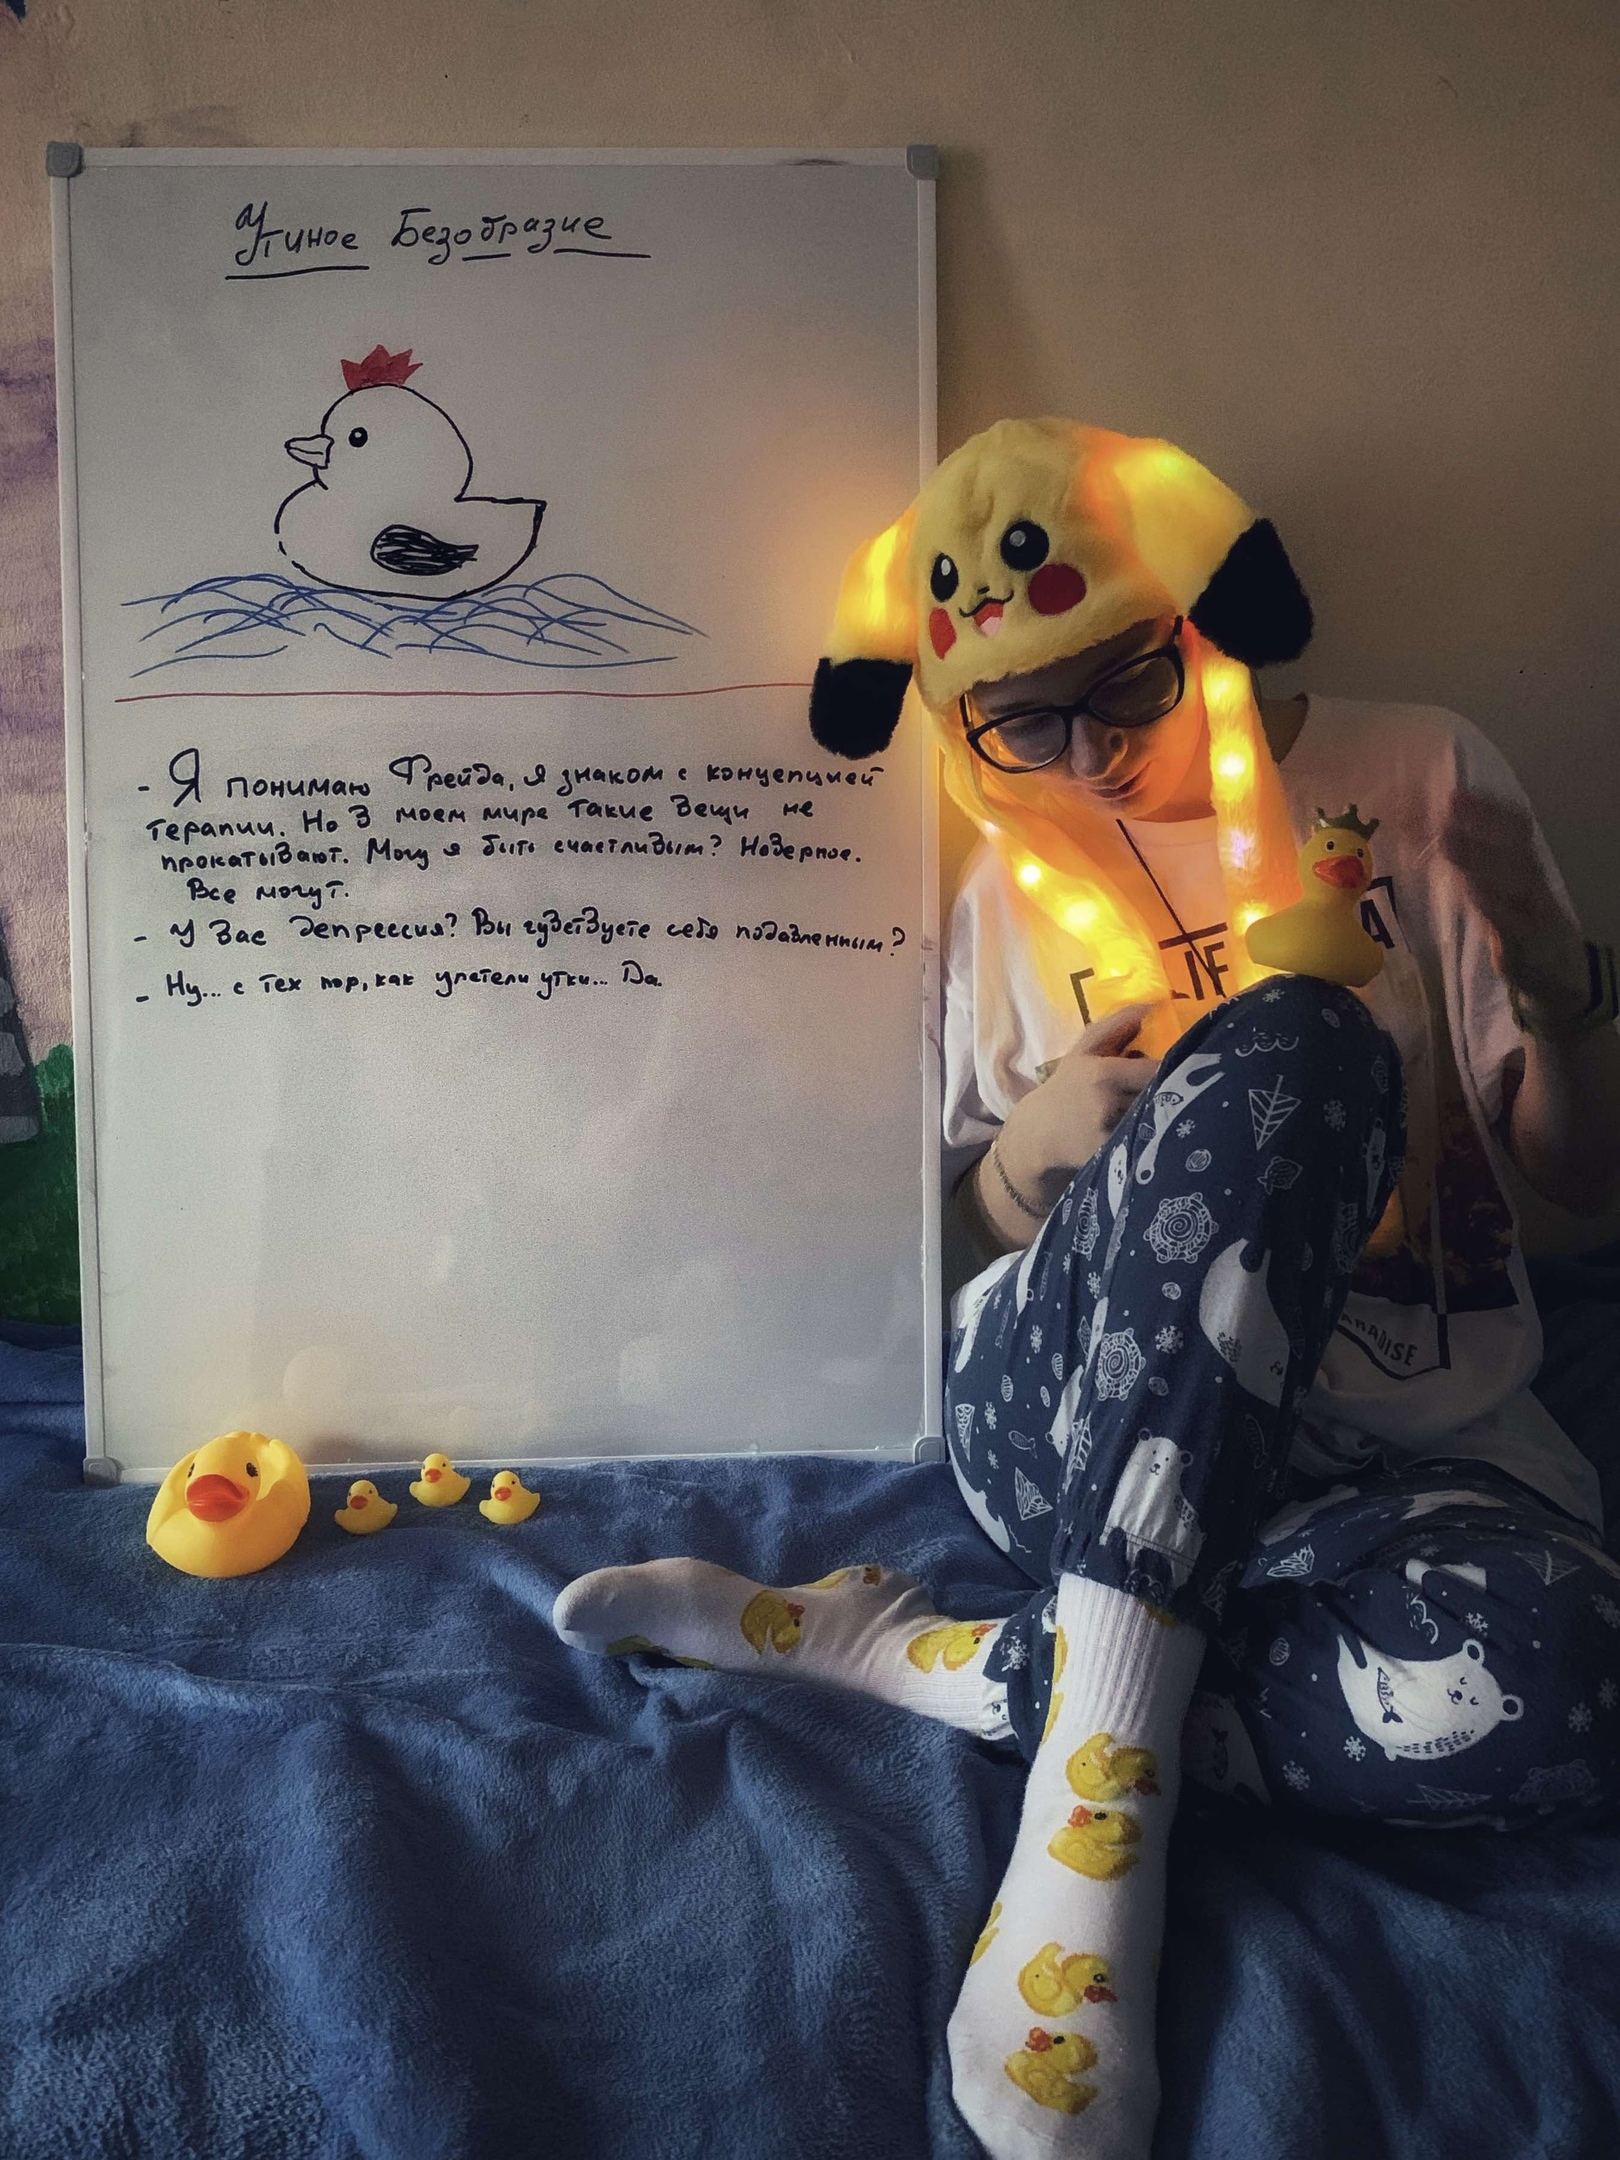 Утиное Безобразие
- Я понимаю Фрейда, я знаком с концепцией
терапии. Но в моем мире такие вещи не
прокатывают. Могу я быть счастливым? Наверное.
Все могут.
- У Вас депрессия? Вы чувствуете себя подавленным?
- Ну... с тех пор, как улетели утки... Да.
ARADISE